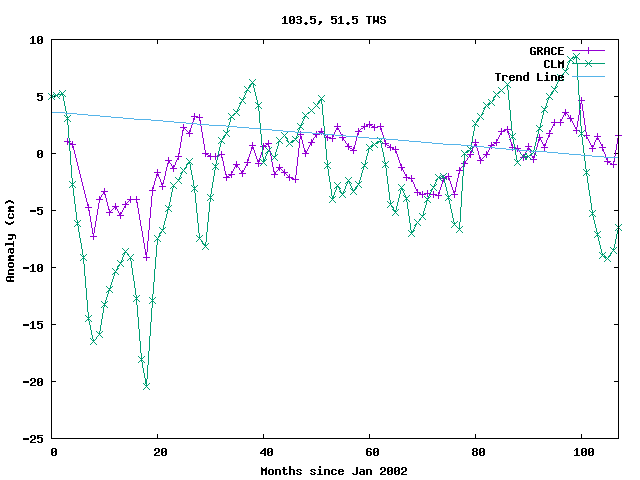 103.5, 51.5 TWS
GRACE
CLM
Trend Line
10
5
0
-5
-10
-15
-20
-25
Anomaly (cm)
0 20 40 60 80 100
Months since Jan 2002